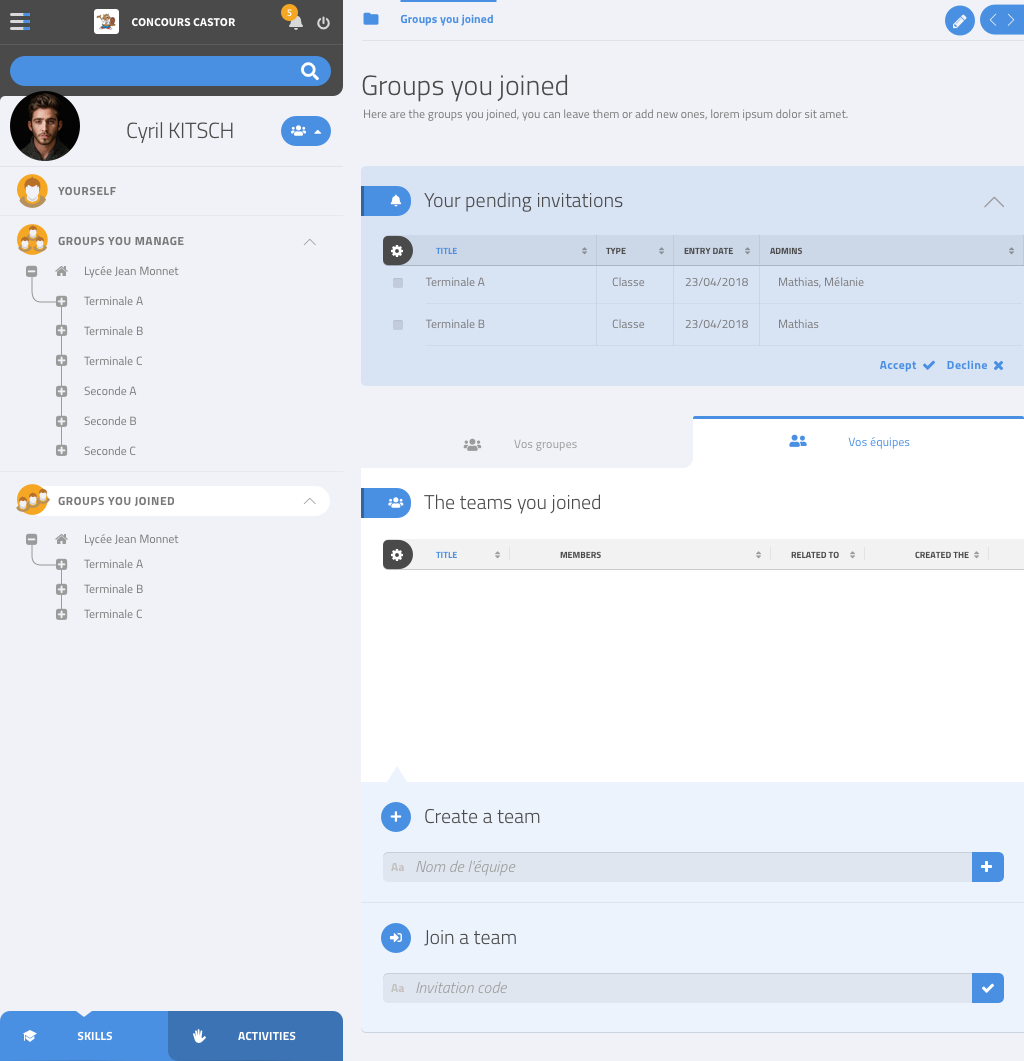 CONCOURS CASTOR
5
Cyril KITSCH
YOURSELF
GROUPS YOU MANAGE
Lycée Jean Monnet
Terminale A
Terminale B
Terminale C
Seconde A
Seconde B
Seconde C
GROUPS YOU JOINED
Lycée Jean Monnet
Terminale A
Terminale B
Terminale C
SKILLS
ACTIVITIES
Groups you joined
Groups you joined
Here are the groups you joined, you can leave them or add new ones, lorem ipsum dolor sit amet.
Your pending invitations
TITLE TYPE ENTRY DATE ADMINS
Terminale A Classe 23/04/2018 Mathias, Mélanie
Terminale B Classe 23/04/2018 Mathias
Accept Decline
Vos groupes Vos équipes
The teams you joined
TITLE MEMBERS RELATED TO CREATED THE
Create a team
Aa Nom de l'équipe
Join a team
Aa Invitation code